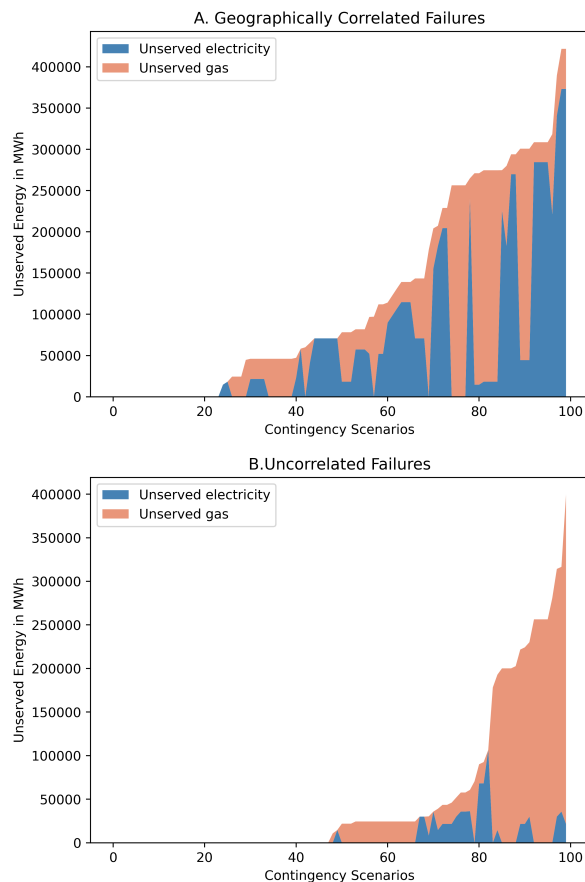 A. Geographically Correlated Failures
Unserved electricity
Unserved gas
Unserved Energy in MWh
400000
350000
300000
250000
200000
150000
100000
50000
0
0 20 40 60 80 100
Contingency Scenarios
B.Uncorrelated Failures
Unserved electricity
Unserved gas
Unserved Energy in MWh
400000
350000
300000
250000
200000
150000
100000
50000
0
0 20 40 60 80 100
Contingency Scenarios